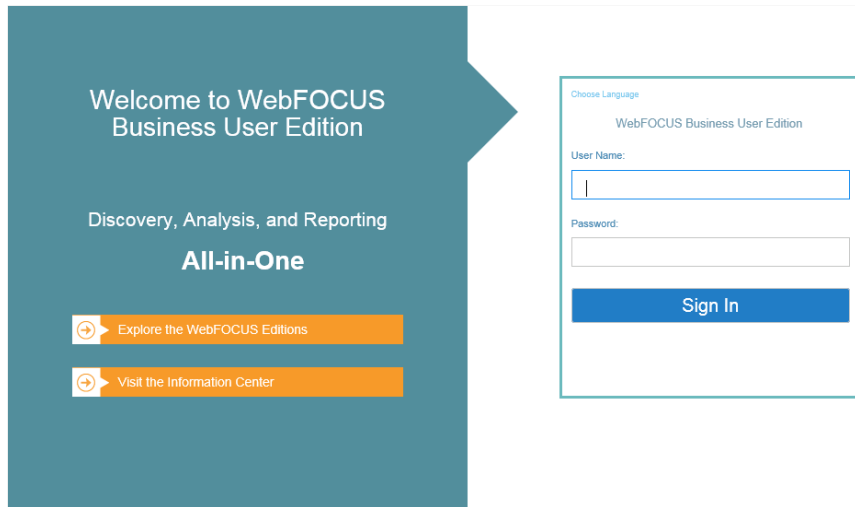 Welcome to WebFOCUS
Business User Edition
Discovery, Analysis, and Reporting
All-in-One
Explore the WebFOCUS Editions
Visit the Information Center
Choose Language
WebFOCUS Business User Edition
User Name:
Password:
Sign In